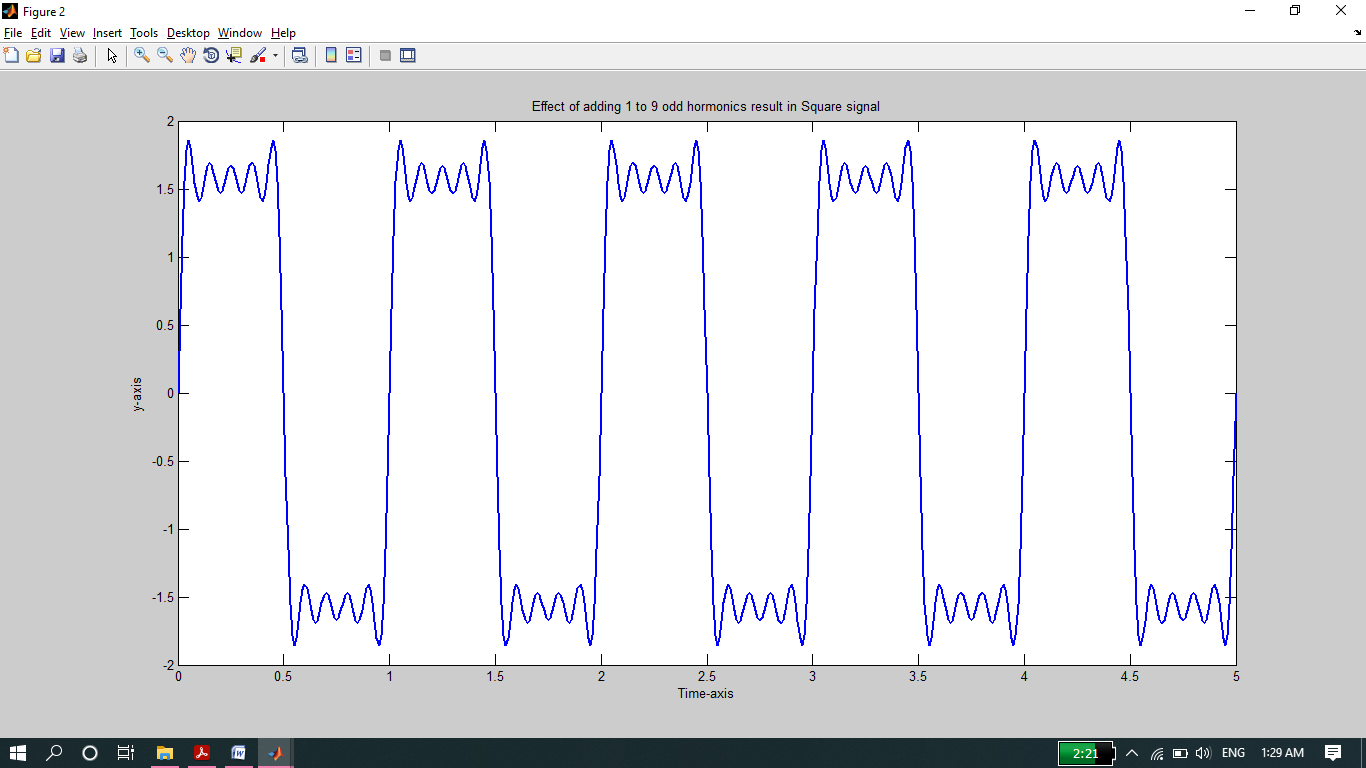 Figure 2
File Edit View Insert Tools Desktop Window Help
Effect of adding 1 to 9 odd hormonics result in Square signal
2
1.5
1
0.5
0
-0.5
-1
-1.5
-2
y-axis
0 0.5 1 1.5 2 2.5 3 3.5 4 4.5 5
Time-axis
2:21 ENG 1:29 AM